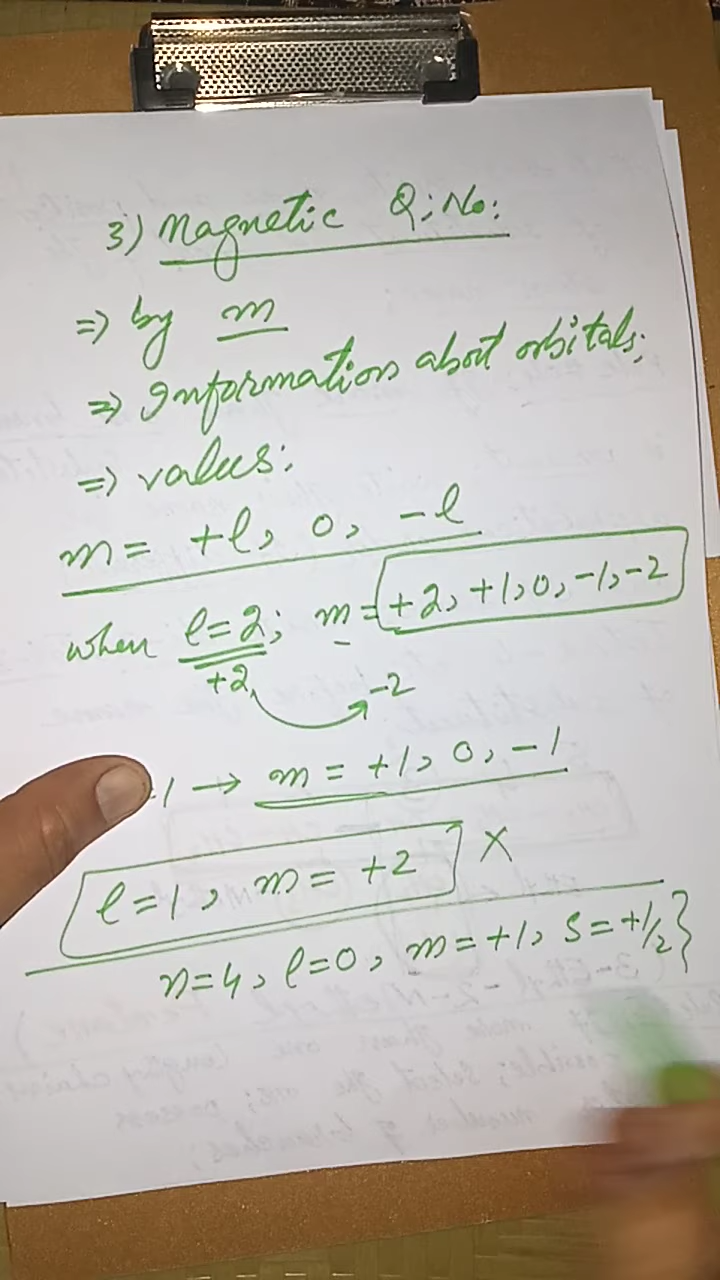 3) Magnetic Q; No:
=> by m
=> Information about orbitals;
=> values:
m = +l, 0, -l
when l=2; m = +2, +1, 0, -1, -2
+2 -2
=1 → m = +1, 0, -1
l=1, m = +2 X
n=4, l=0, m=+1, s=+1/2}